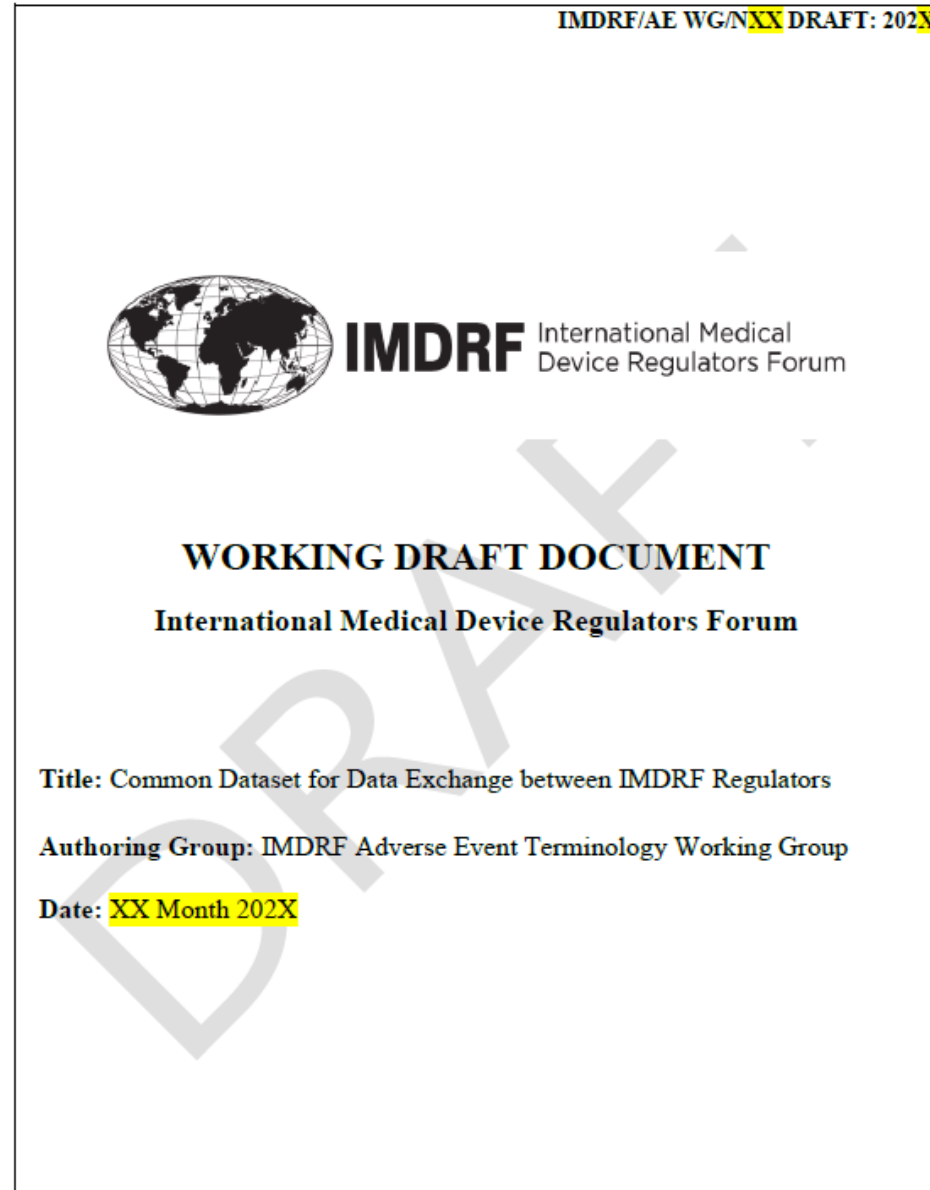 IMDRF/AE WG/NXX DRAFT: 202X
IMDRF International Medical
Device Regulators Forum
WORKING DRAFT DOCUMENT
International Medical Device Regulators Forum
Title: Common Dataset for Data Exchange between IMDRF Regulators
Authoring Group: IMDRF Adverse Event Terminology Working Group
Date: XX Month 202X
DRAFT